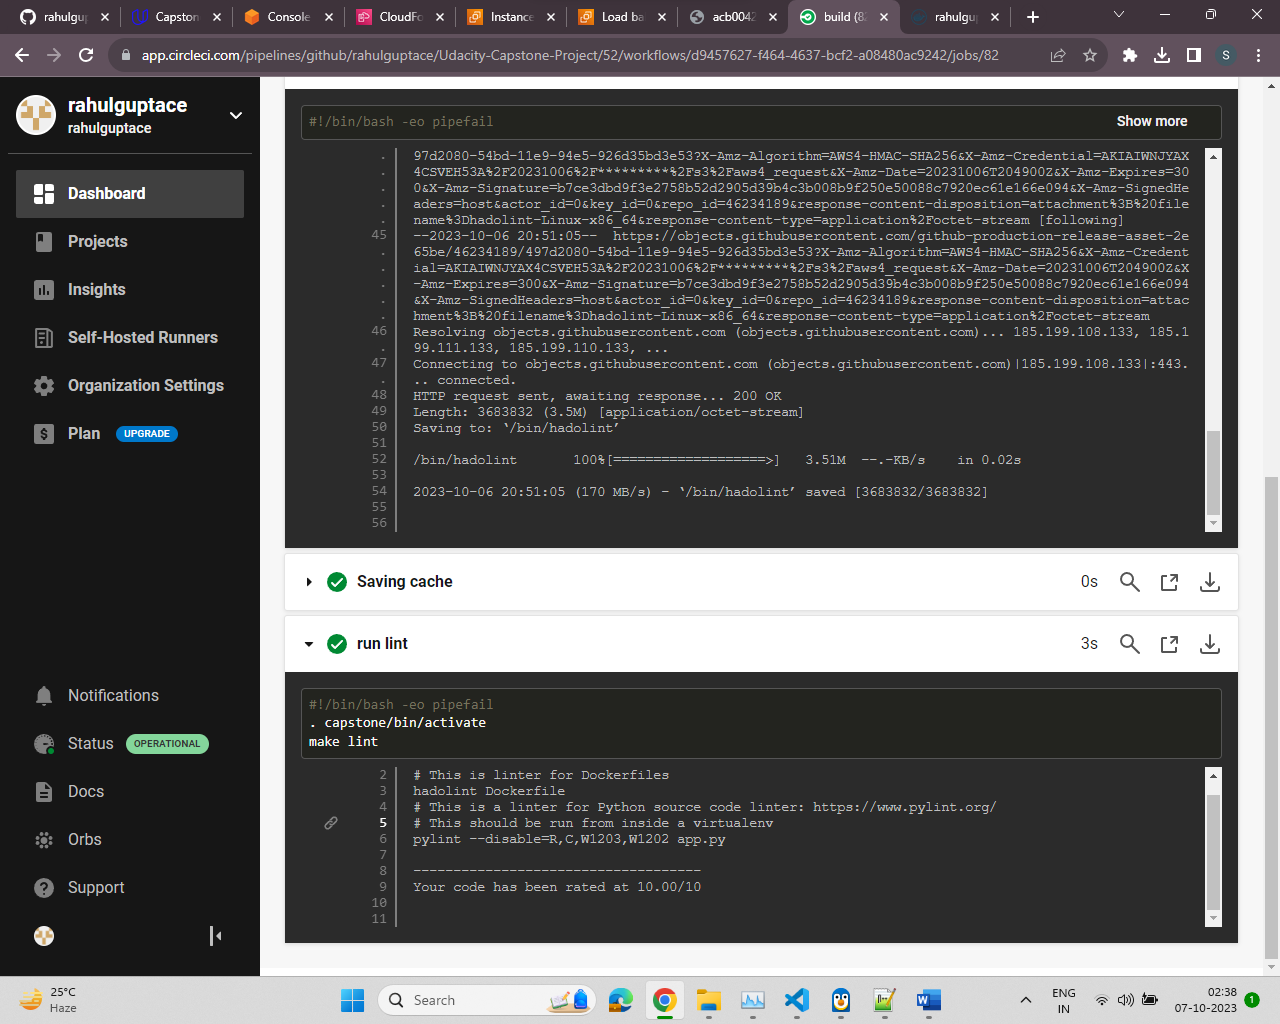 rahulgup
Capston
Console
CloudFo
Instance
Load ba
acb0042
build (82
rahulgup
app.circleci.com/pipelines/github/rahulguptace/Udacity-Capstone-Project/52/workflows/d9457627-f464-4637-bcf2-a08480ac9242/jobs/82
S
rahulguptace
rahulguptace
Dashboard
Projects
Insights
Self-Hosted Runners
Organization Settings
Plan UPGRADE
Notifications
Status OPERATIONAL
Docs
Orbs
Support
#!/bin/bash -eo pipefail
Show more
. 97d2080-54bd-11e9-94e5-926d35bd3e53?X-Amz-Algorithm=AWS4-HMAC-SHA256&X-Amz-Credential=AKIAIWNJYAX
. 4CSVEH53A%2F20231006%2F*********%2Fs3%2Faws4_request&X-Amz-Date=20231006T204900Z&X-Amz-Expires=30
. 0&X-Amz-Signature=b7ce3dbd9f3e2758b52d2905d39b4c3b008b9f250e50088c7920ec61e166e094&X-Amz-SignedHe
. aders=host&actor_id=0&key_id=0&repo_id=46234189&response-content-disposition=attachment%3B%20file
. name%3Dhadolint-Linux-x86_64&response-content-type=application%2Foctet-stream [following]
45 --2023-10-06 20:51:05-- https://objects.githubusercontent.com/github-production-release-asset-2e
. 65be/46234189/497d2080-54bd-11e9-94e5-926d35bd3e53?X-Amz-Algorithm=AWS4-HMAC-SHA256&X-Amz-Credent
. ial=AKIAIWNJYAX4CSVEH53A%2F20231006%2F*********%2Fs3%2Faws4_request&X-Amz-Date=20231006T204900Z&X
. -Amz-Expires=300&X-Amz-Signature=b7ce3dbd9f3e2758b52d2905d39b4c3b008b9f250e50088c7920ec61e166e094
. &X-Amz-SignedHeaders=host&actor_id=0&key_id=0&repo_id=46234189&response-content-disposition=attac
. hment%3B%20filename%3Dhadolint-Linux-x86_64&response-content-type=application%2Foctet-stream
46 Resolving objects.githubusercontent.com (objects.githubusercontent.com)... 185.199.108.133, 185.1
. 99.111.133, 185.199.110.133, ...
47 Connecting to objects.githubusercontent.com (objects.githubusercontent.com)|185.199.108.133|:443.
. .. connected.
48 HTTP request sent, awaiting response... 200 OK
49 Length: 3683832 (3.5M) [application/octet-stream]
50 Saving to: ‘/bin/hadolint’
51
52 /bin/hadolint 100%[===================>] 3.51M --.-KB/s in 0.02s
53
54 2023-10-06 20:51:05 (170 MB/s) - ‘/bin/hadolint’ saved [3683832/3683832]
55
56
Saving cache 0s
run lint 3s
#!/bin/bash -eo pipefail
. capstone/bin/activate
make lint
2 # This is linter for Dockerfiles
3 hadolint Dockerfile
4 # This is a linter for Python source code linter: https://www.pylint.org/
5 # This should be run from inside a virtualenv
6 pylint --disable=R,C,W1203,W1202 app.py
7
8 ------------------------------------
9 Your code has been rated at 10.00/10
10
11
25°C
Haze
Search
ENG
IN
02:38
07-10-2023
1